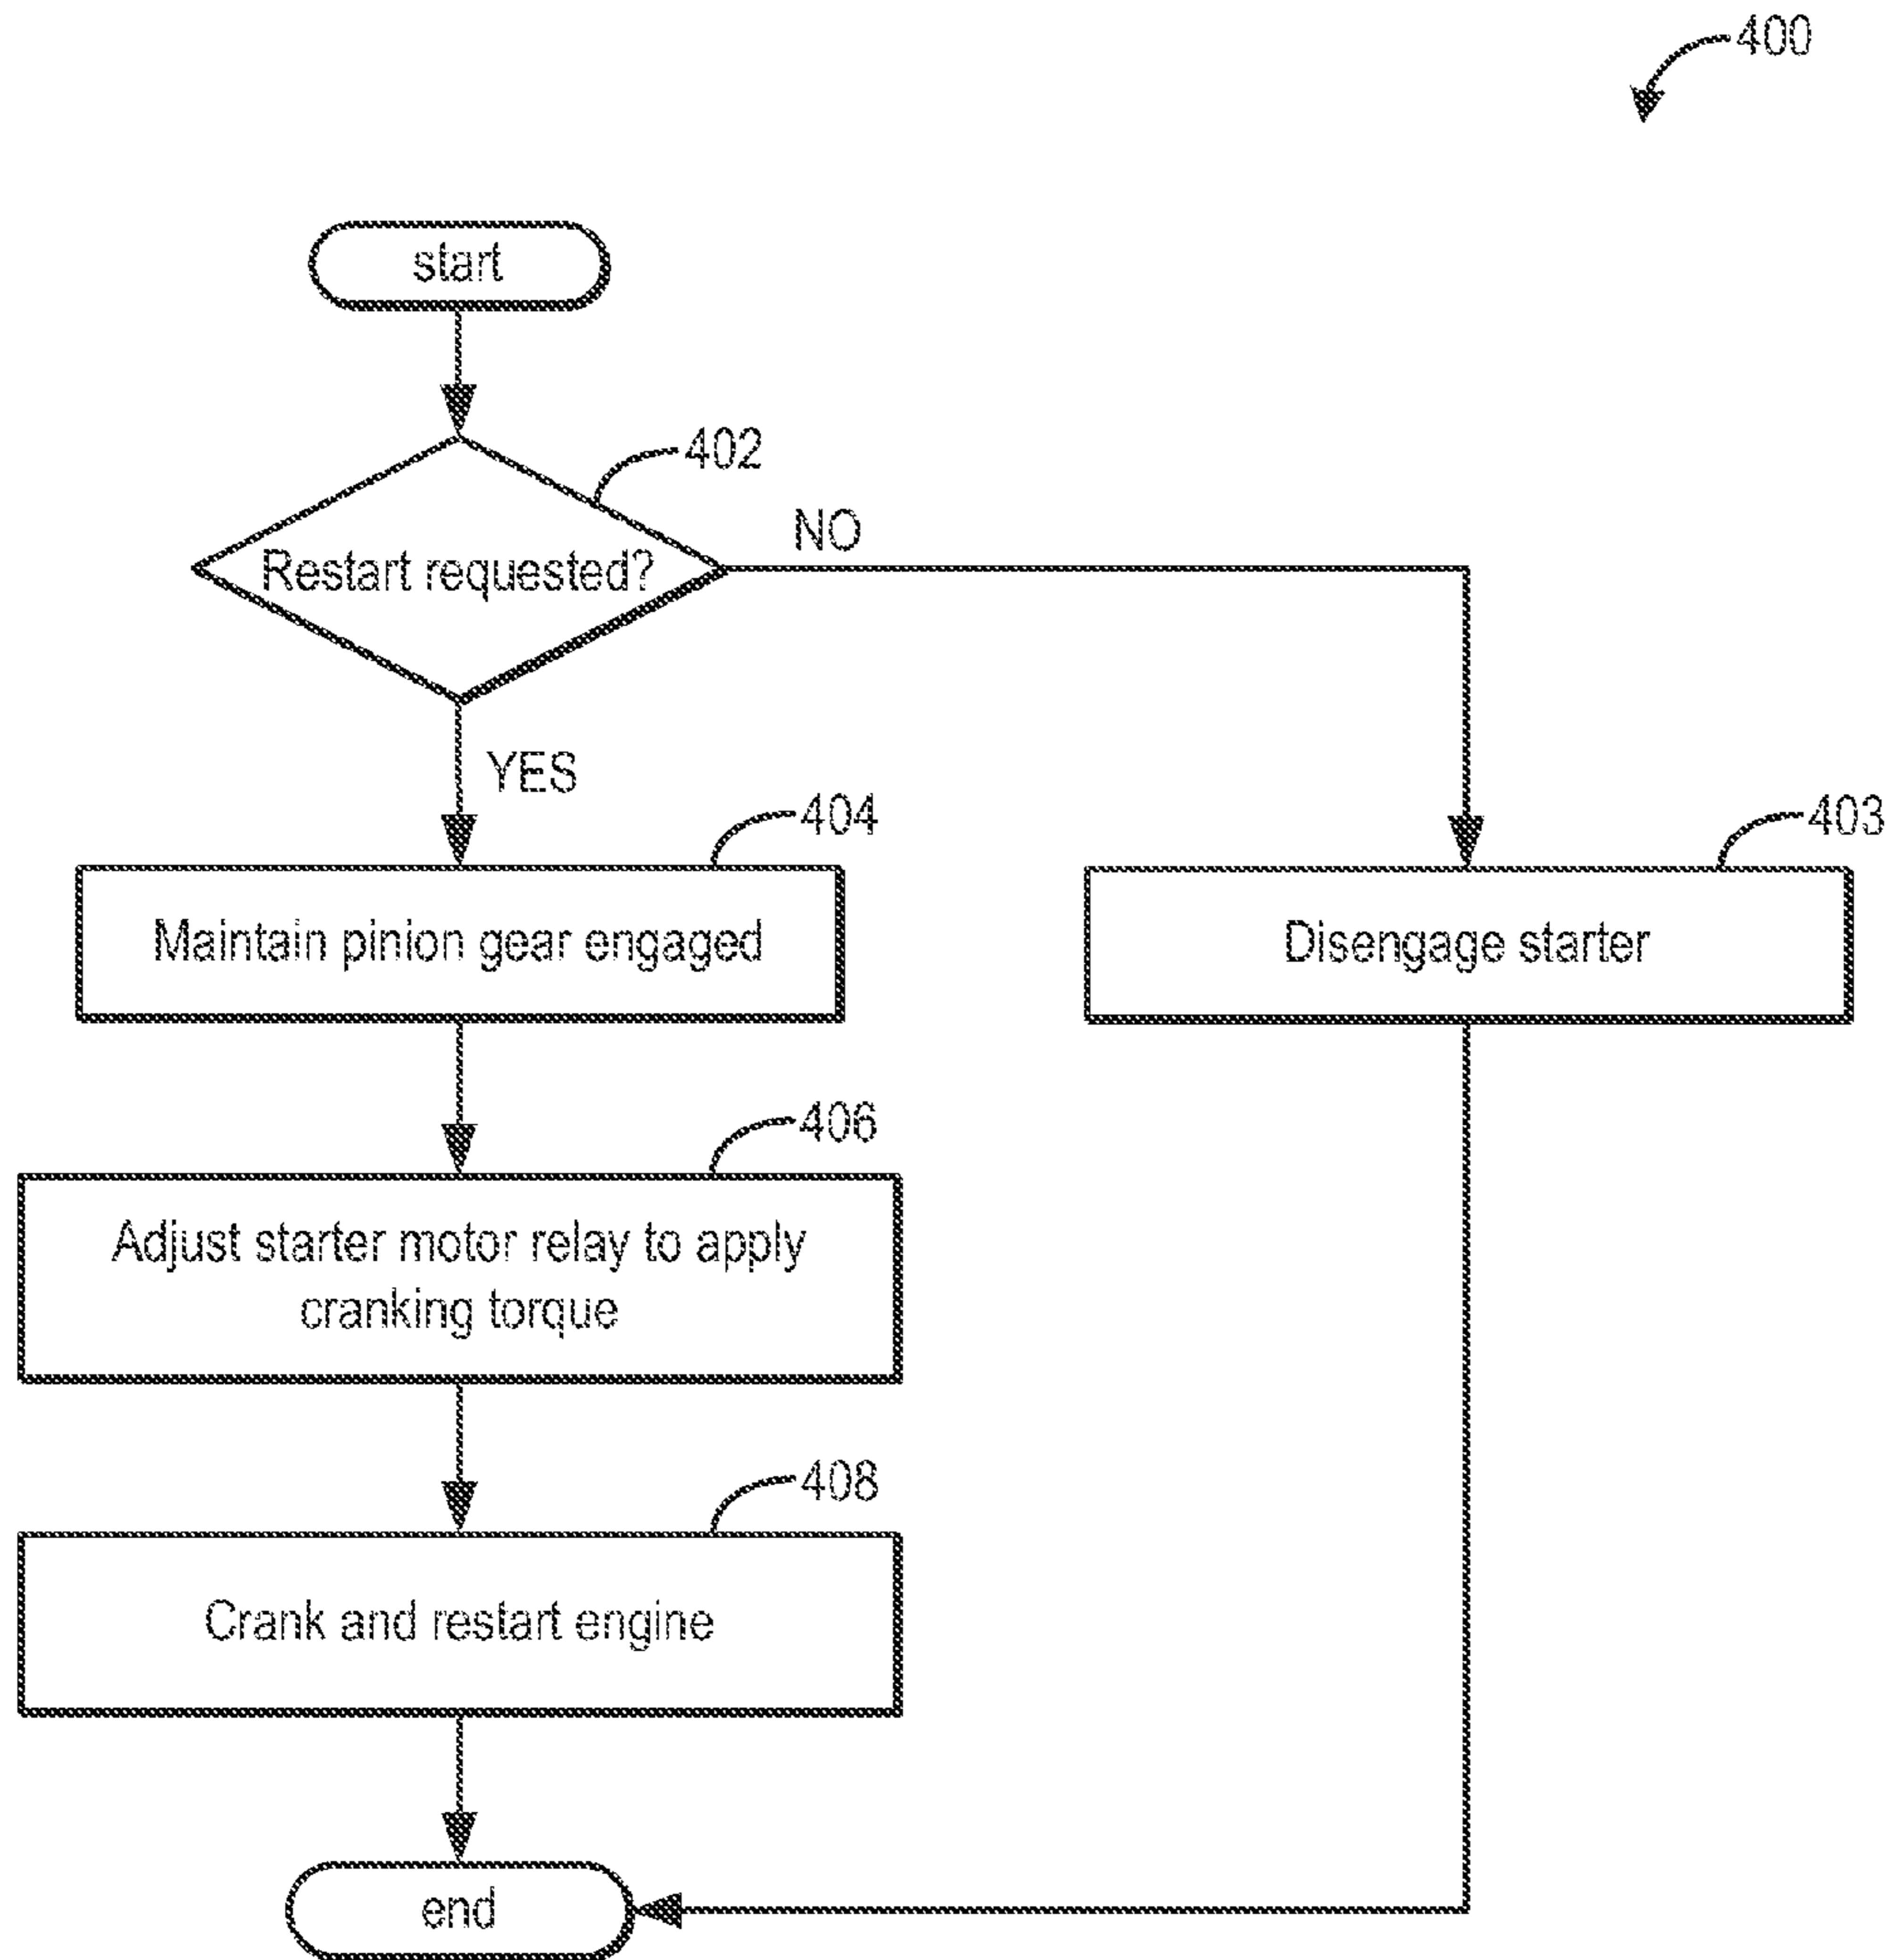 400
start
402
Restart requested?
NO
YES
404
403
Maintain pinion gear engaged
Disengage starter
406
Adjust starter motor relay to apply
cranking torque
408
Crank and restart engine
end